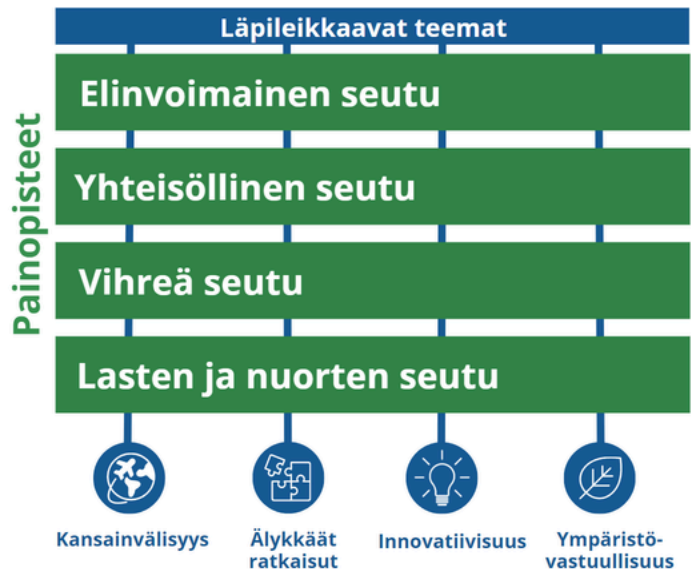 Läpileikkaavat teemat
Painopisteet
Elinvoimainen seutu
Yhteisöllinen seutu
Vihreä seutu
Lasten ja nuorten seutu
Kansainvälisyys
Älykkäät
ratkaisut
Innovatiivisuus
Ympäristö-
vastuullisuus